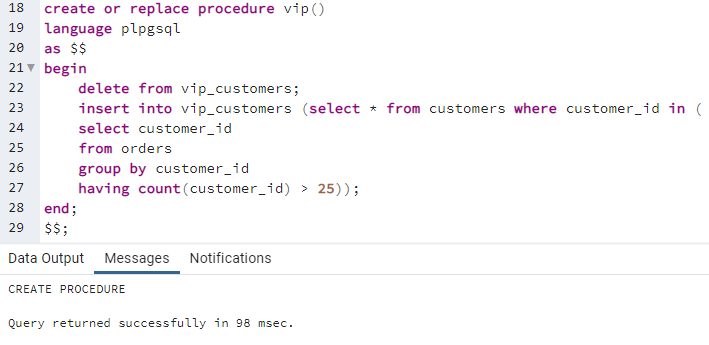 18 create or replace procedure vip()
19 language plpgsql
20 as $$
21 begin
22     delete from vip_customers;
23     insert into vip_customers (select * from customers where customer_id in (
24     select customer_id
25     from orders
26     group by customer_id
27     having count(customer_id) > 25));
28 end;
29 $$;
Data Output Messages Notifications
CREATE PROCEDURE
Query returned successfully in 98 msec.